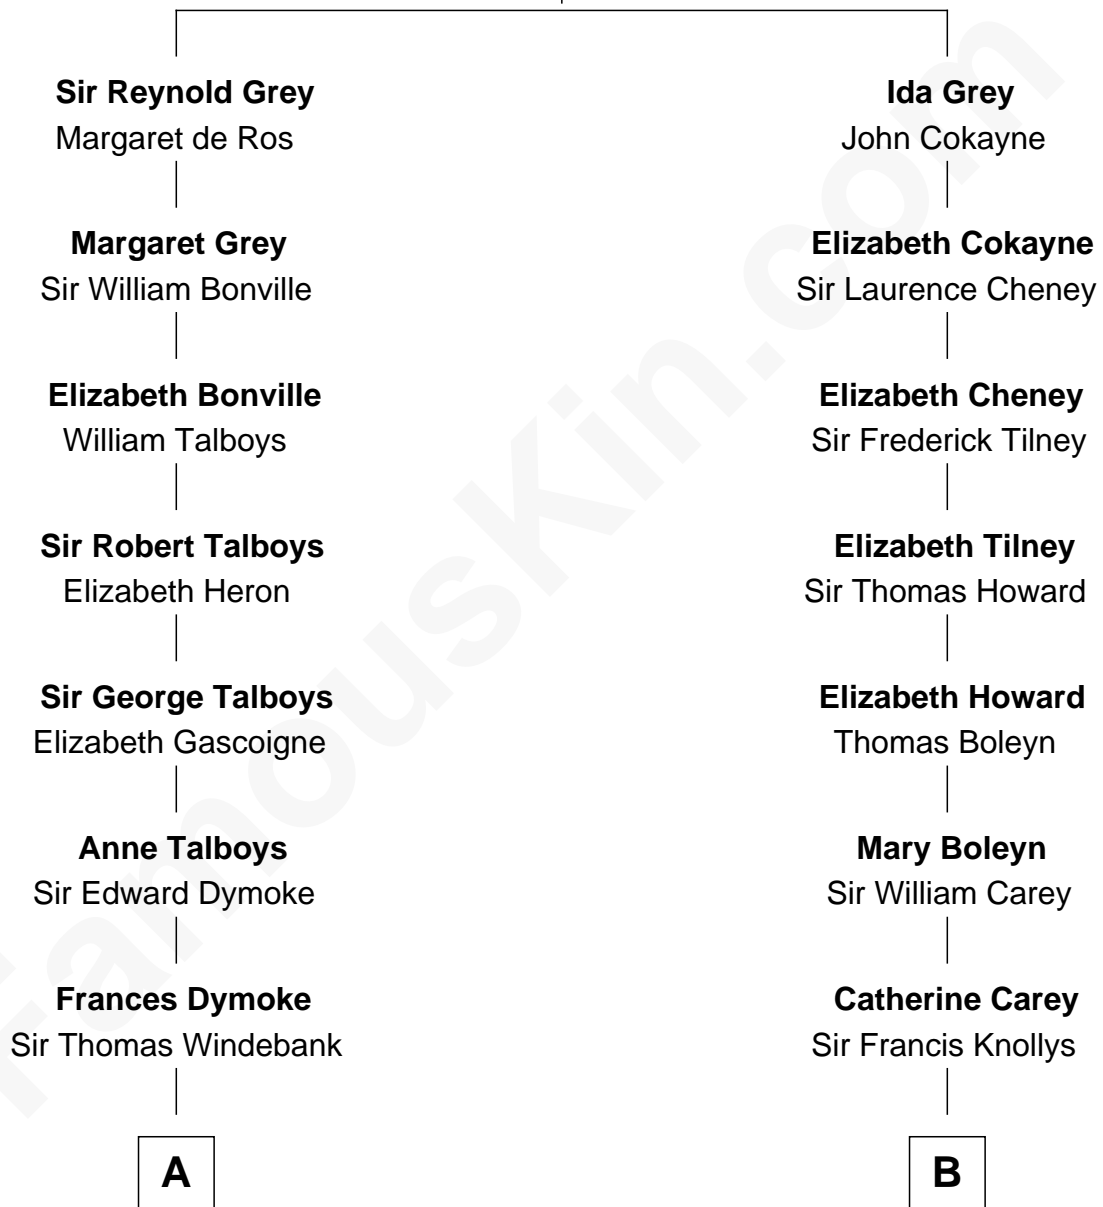 Sir Reynold Grey
Margaret de Ros
Margaret Grey
Sir William Bonville
Elizabeth Bonville
William Talboys
Sir Robert Talboys
Elizabeth Heron
Sir George Talboys
Elizabeth Gascoigne
Anne Talboys
Sir Edward Dymoke
Frances Dymoke
Sir Thomas Windebank
A
Ida Grey
John Cokayne
Elizabeth Cokayne
Sir Laurence Cheney
Elizabeth Cheney
Sir Frederick Tilney
Elizabeth Tilney
Sir Thomas Howard
Elizabeth Howard
Thomas Boleyn
Mary Boleyn
Sir William Carey
Catherine Carey
Sir Francis Knollys
B
FamousKin.com